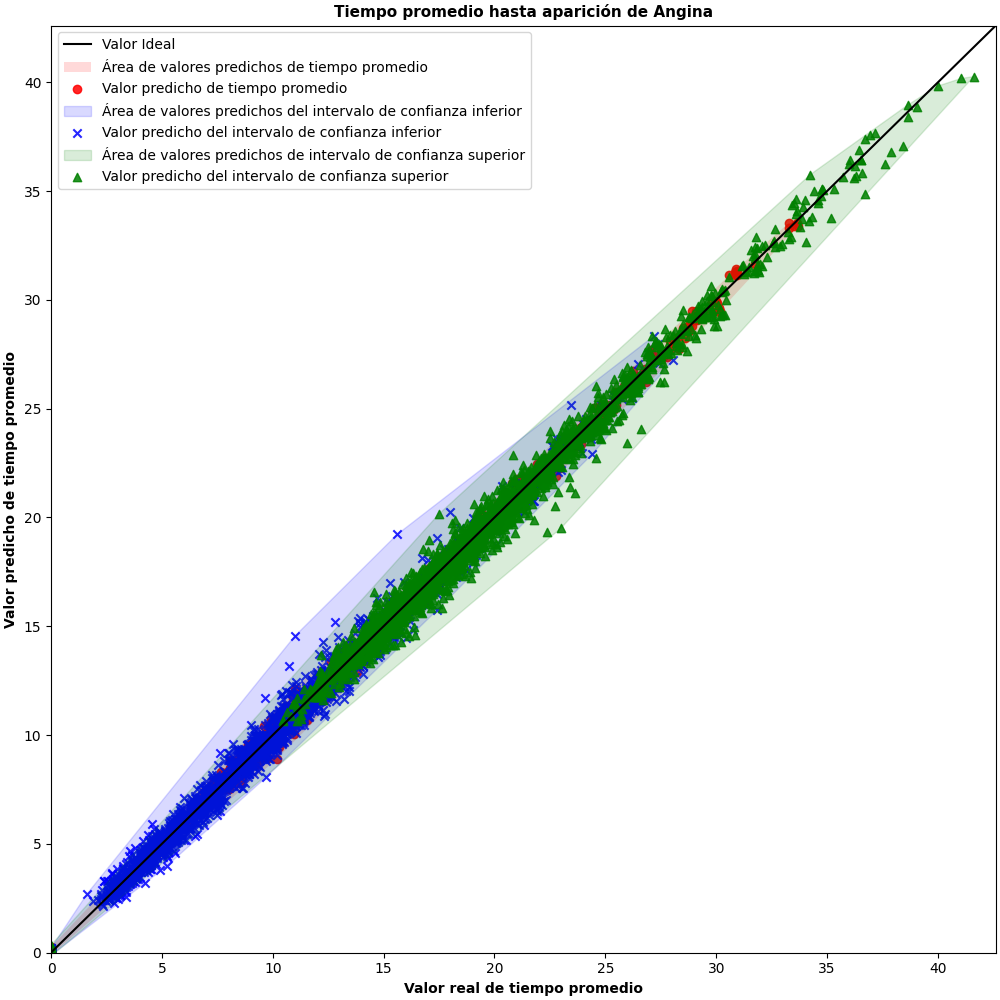 Tiempo promedio hasta aparición de Angina
Valor Ideal
Área de valores predichos de tiempo promedio
Valor predicho de tiempo promedio
Área de valores predichos del intervalo de confianza inferior
Valor predicho del intervalo de confianza inferior
Área de valores predichos de intervalo de confianza superior
Valor predicho del intervalo de confianza superior
Valor predicho de tiempo promedio
40
35
30
25
20
15
10
5
0
0 5 10 15 20 25 30 35 40
Valor real de tiempo promedio